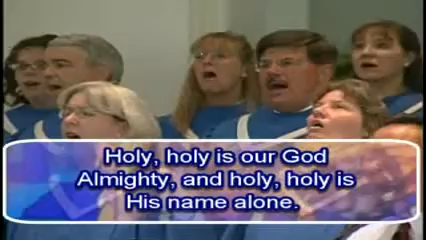 Holy, holy is our God
Almighty, and holy, holy is
His name alone.